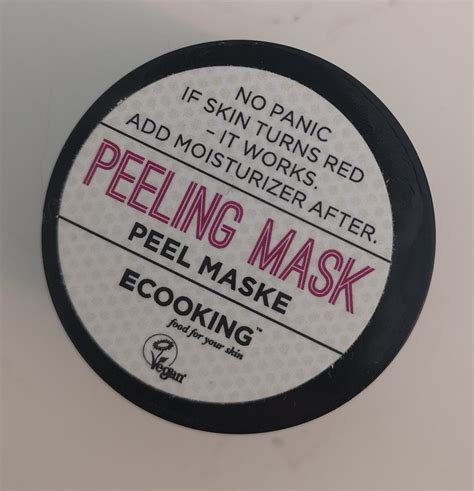 NO PANIC
IF SKIN TURNS RED
– IT WORKS.
ADD MOISTURIZER AFTER.
PEELING MASK
PEEL MASKE
ECOOKING™
food for your skin
Vegan